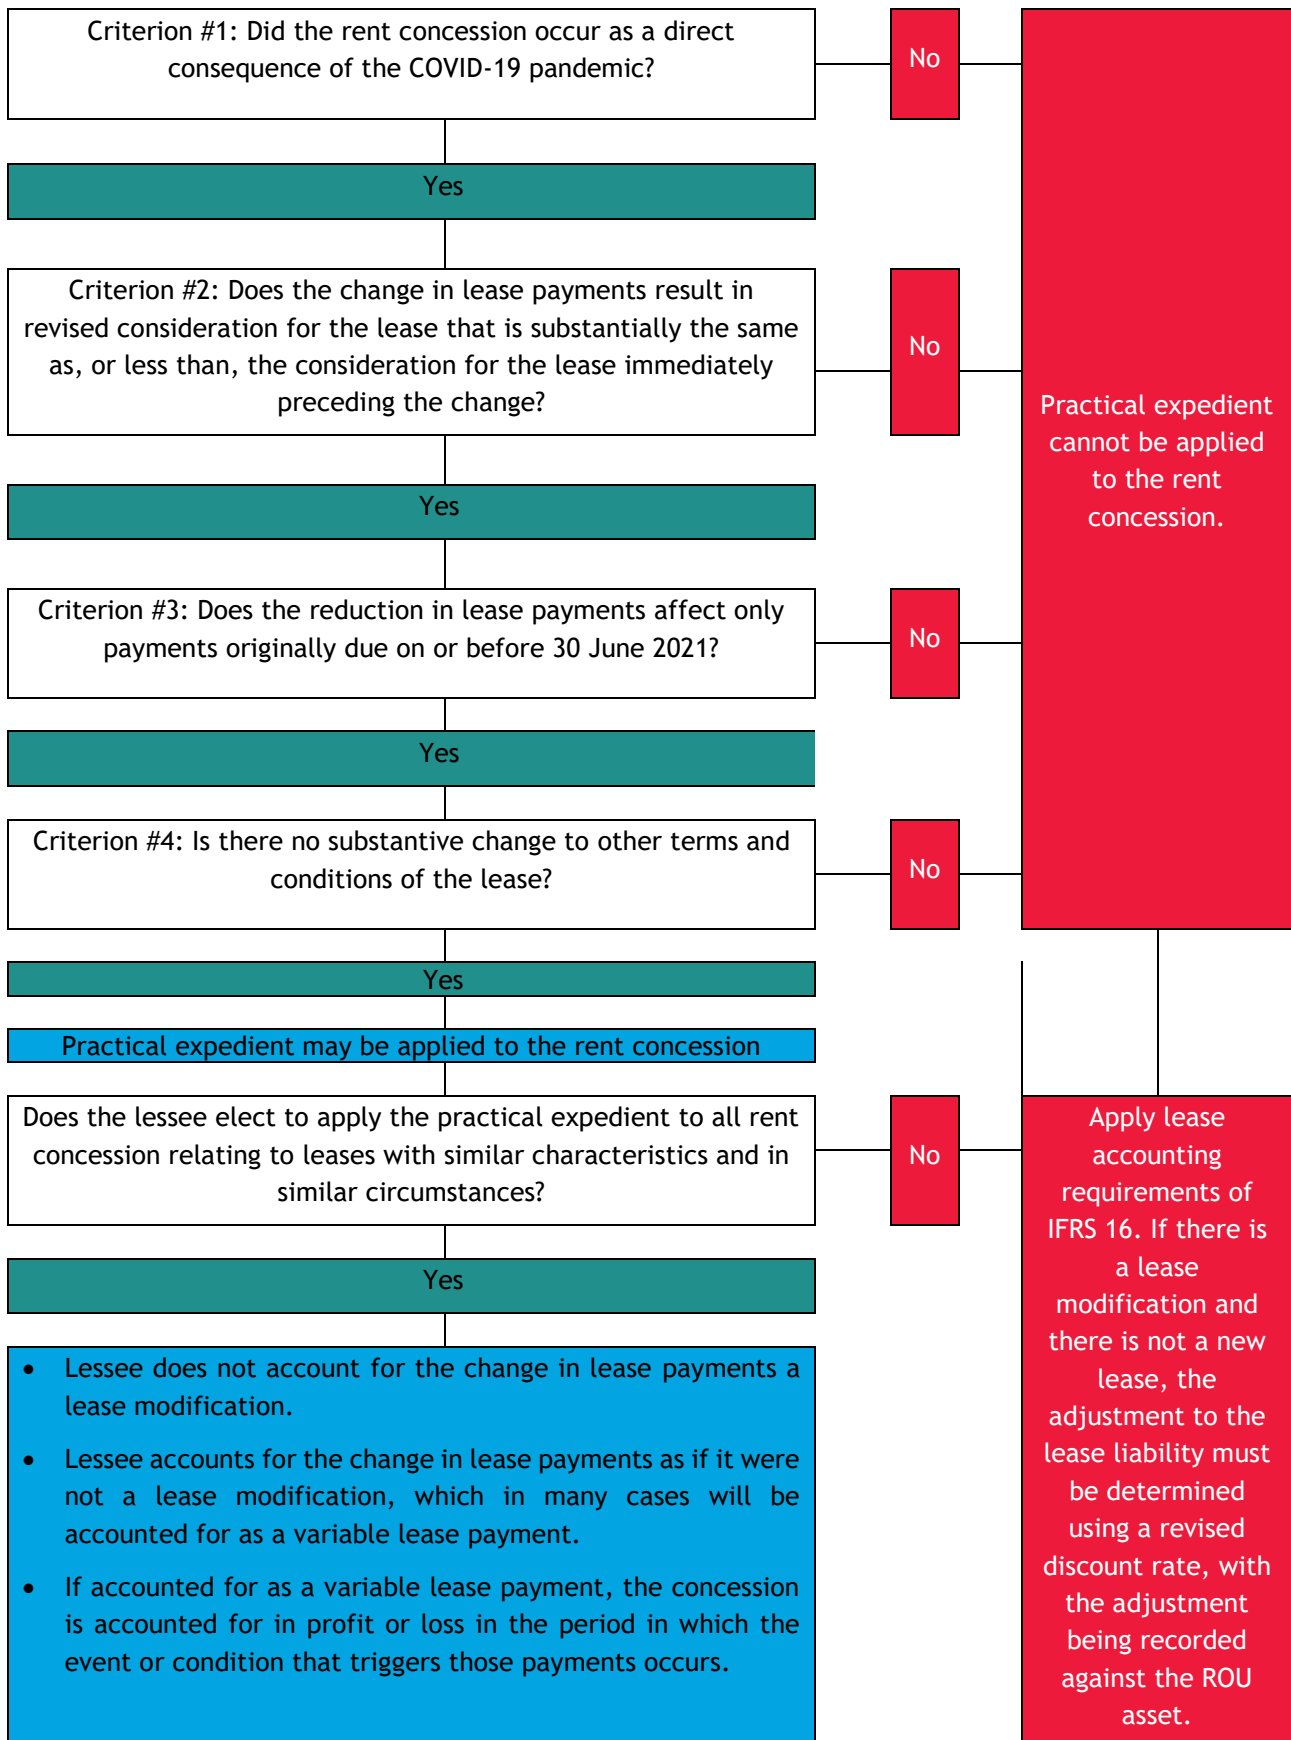 Criterion #1: Did the rent concession occur as a direct
consequence of the COVID-19 pandemic?
No
Yes
Criterion #2: Does the change in lease payments result in
revised consideration for the lease that is substantially the same
as, or less than, the consideration for the lease immediately
preceding the change?
No
Practical expedient
cannot be applied
to the rent
concession.
Yes
Criterion #3: Does the reduction in lease payments affect only
payments originally due on or before 30 June 2021?
No
Yes
Criterion #4: Is there no substantive change to other terms and
conditions of the lease?
No
Yes
Practical expedient may be applied to the rent concession
Does the lessee elect to apply the practical expedient to all rent
concession relating to leases with similar characteristics and in
similar circumstances?
No
Yes
• Lessee does not account for the change in lease payments a
lease modification.
• Lessee accounts for the change in lease payments as if it were
not a lease modification, which in many cases will be
accounted for as a variable lease payment.
• If accounted for as a variable lease payment, the concession
is accounted for in profit or loss in the period in which the
event or condition that triggers those payments occurs.
Apply lease
accounting
requirements of
IFRS 16. If there is
a lease
modification and
there is not a new
lease, the
adjustment to the
lease liability must
be determined
using a revised
discount rate, with
the adjustment
being recorded
against the ROU
asset.